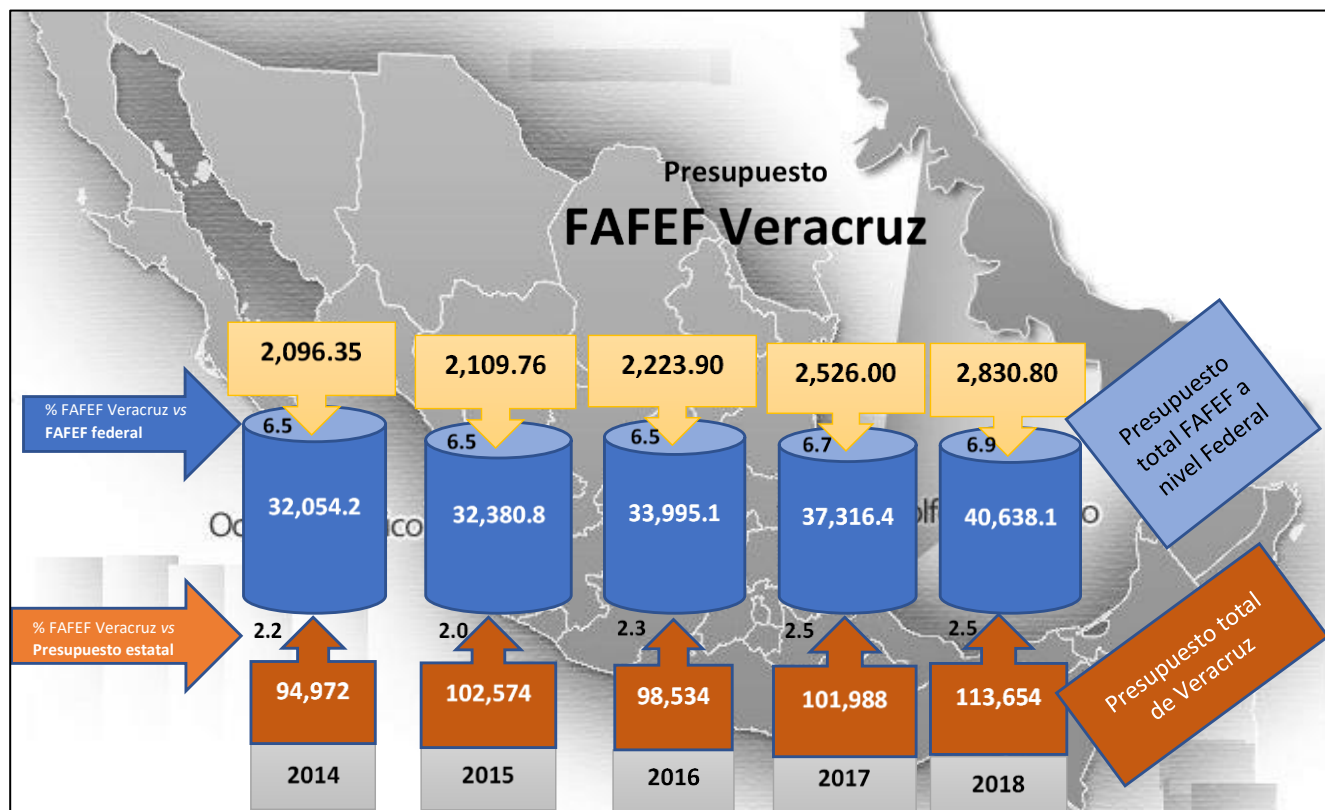 Presupuesto
FAFEF Veracruz
2,096.35
2,109.76
2,223.90
2,526.00
2,830.80
% FAFEF Veracruz vs
FAFEF federal
6.5
6.5
6.5
6.7
6.9
Presupuesto
total FAFEF a
nivel Federal
32,054.2
32,380.8
33,995.1
37,316.4
40,638.1
Oc
ico
olf
o
% FAFEF Veracruz vs
Presupuesto estatal
2.2
2.0
2.3
2.5
2.5
Presupuesto total
de Veracruz
94,972
102,574
98,534
101,988
113,654
2014
2015
2016
2017
2018